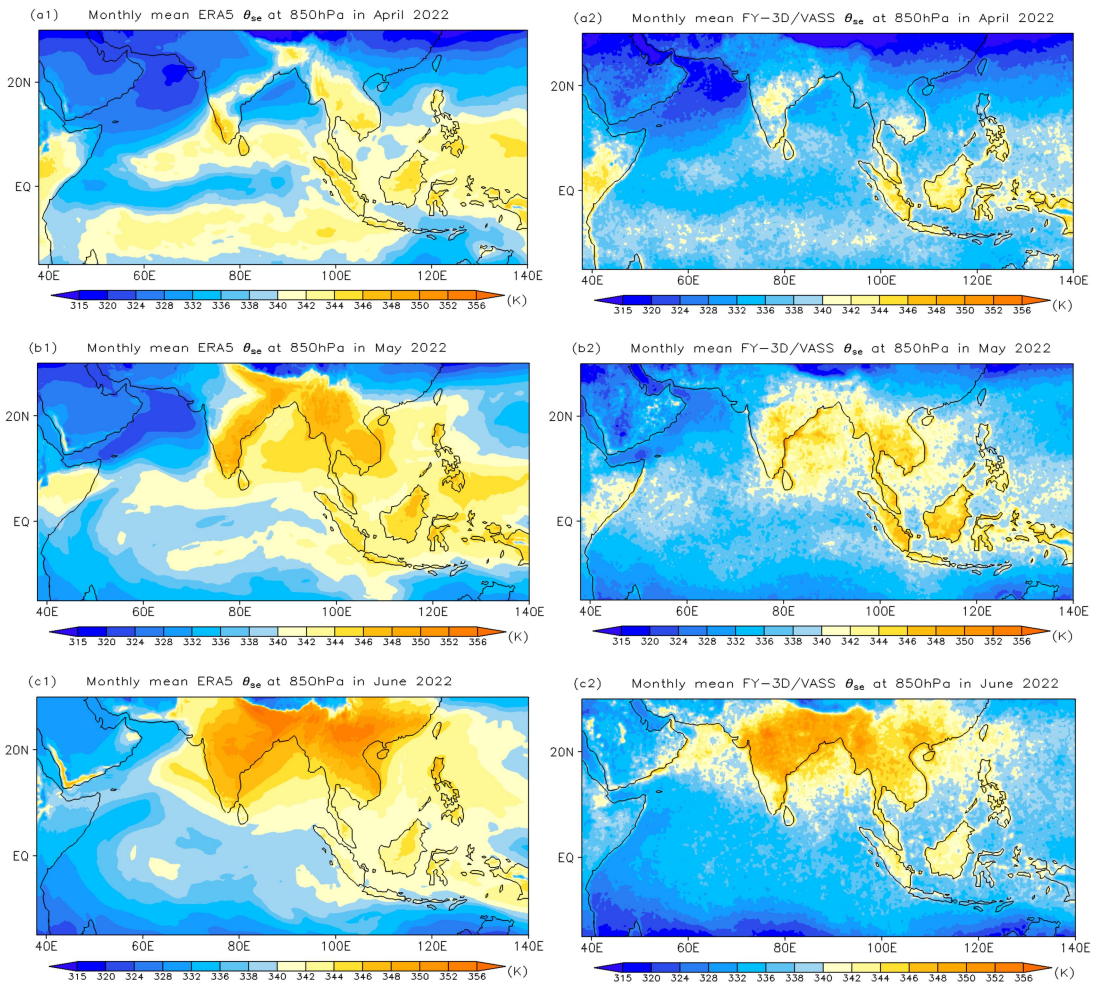 (a1) Monthly mean ERA5 θse at 850hPa in April 2022
20N
EQ
40E 60E 80E 100E 120E 140E
315 320 324 328 332 336 338 340 342 344 346 348 350 352 356 (K)
(a2) Monthly mean FY-3D/VASS θse at 850hPa in April 2022
20N
EQ
40E 60E 80E 100E 120E 140E
315 320 324 328 332 336 338 340 342 344 346 348 350 352 356 (K)
(b1) Monthly mean ERA5 θse at 850hPa in May 2022
20N
EQ
40E 60E 80E 100E 120E 140E
315 320 324 328 332 336 338 340 342 344 346 348 350 352 356 (K)
(b2) Monthly mean FY-3D/VASS θse at 850hPa in May 2022
20N
EQ
40E 60E 80E 100E 120E 140E
315 320 324 328 332 336 338 340 342 344 346 348 350 352 356 (K)
(c1) Monthly mean ERA5 θse at 850hPa in June 2022
20N
EQ
40E 60E 80E 100E 120E 140E
315 320 324 328 332 336 338 340 342 344 346 348 350 352 356 (K)
(c2) Monthly mean FY-3D/VASS θse at 850hPa in June 2022
20N
EQ
40E 60E 80E 100E 120E 140E
315 320 324 328 332 336 338 340 342 344 346 348 350 352 356 (K)